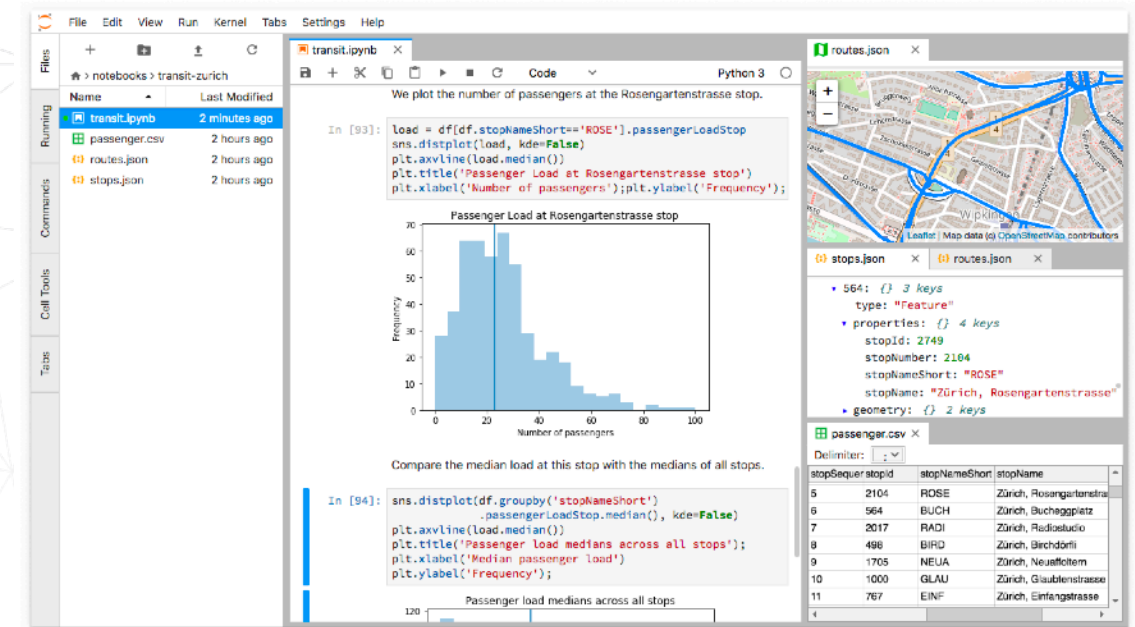 File Edit View Run Kernel Tabs Settings Help
Files
Running
Commands
Cell Tools
Tabs
notebooks > transit-zurich
Name Last Modified
transit.ipynb 2 minutes ago
passenger.csv 2 hours ago
routes.json 2 hours ago
stops.json 2 hours ago
transit.ipynb
Code Python 3
We plot the number of passengers at the Rosengartenstrasse stop.
In [93]: load = df[df.stopNameShort=='ROSE'].passengerLoadStop
sns.distplot(load, kde=False)
plt.axvline(load.median())
plt.title('Passenger Load at Rosengartenstrasse stop')
plt.xlabel('Number of passengers');plt.ylabel('Frequency');
Passenger Load at Rosengartenstrasse stop
70
60
50
40
30
20
10
0
Frequency
0 20 40 60 80 100
Number of passengers
Compare the median load at this stop with the medians of all stops.
In [94]: sns.distplot(df.groupby('stopNameShort')
.passengerLoadStop.median(), kde=False)
plt.axvline(load.median())
plt.title('Passenger load medians across all stops');
plt.xlabel('Median passenger load')
plt.ylabel('Frequency');
Passenger load medians across all stops
120
routes.json
+
−
4
4
Wipkingen
Leaflet | Map data (c) OpenStreetMap contributors
stops.json routes.json
564: {} 3 keys
type: "Feature"
properties: {} 4 keys
stopId: 2749
stopNumber: 2104
stopNameShort: "ROSE"
stopName: "Zürich, Rosengartenstrasse"
geometry: {} 2 keys
passenger.csv
Delimiter: ;
stopSequer stopId stopNameShort stopName
5 2104 ROSE Zürich, Rosengartenstra
6 564 BUCH Zürich, Bucheggplatz
7 2017 RADI Zürich, Radiostudio
8 498 BIRD Zürich, Birchdörfli
9 1705 NEUA Zürich, Neuaffoltern
10 1000 GLAU Zürich, Glaubtenstrasse
11 767 EINF Zürich, Einfangstrasse